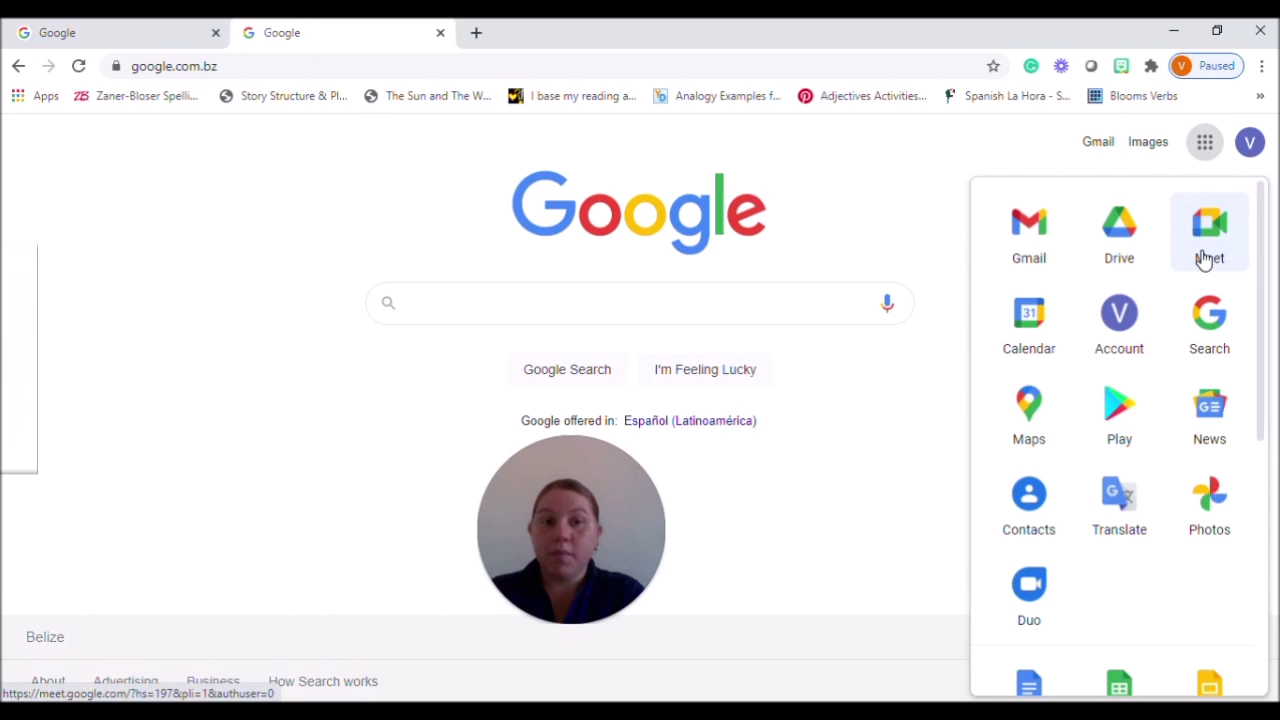 Google
Google
google.com.bz
V
Paused
Apps
Zaner-Bloser Spelli...
Story Structure & Pl...
The Sun and The W...
I base my reading a...
Analogy Examples f...
Adjectives Activities...
Spanish La Hora - S...
Blooms Verbs
»
Gmail
Images
V
Google
Google Search
I'm Feeling Lucky
Google offered in: Español (Latinoamérica)
Gmail
Drive
Meet
31
Calendar
V
Account
Search
Maps
Play
News
Contacts
Translate
Photos
Duo
Belize
About
Advertising
Business
How Search works
https://meet.google.com/?hs=197&pli=1&authuser=0